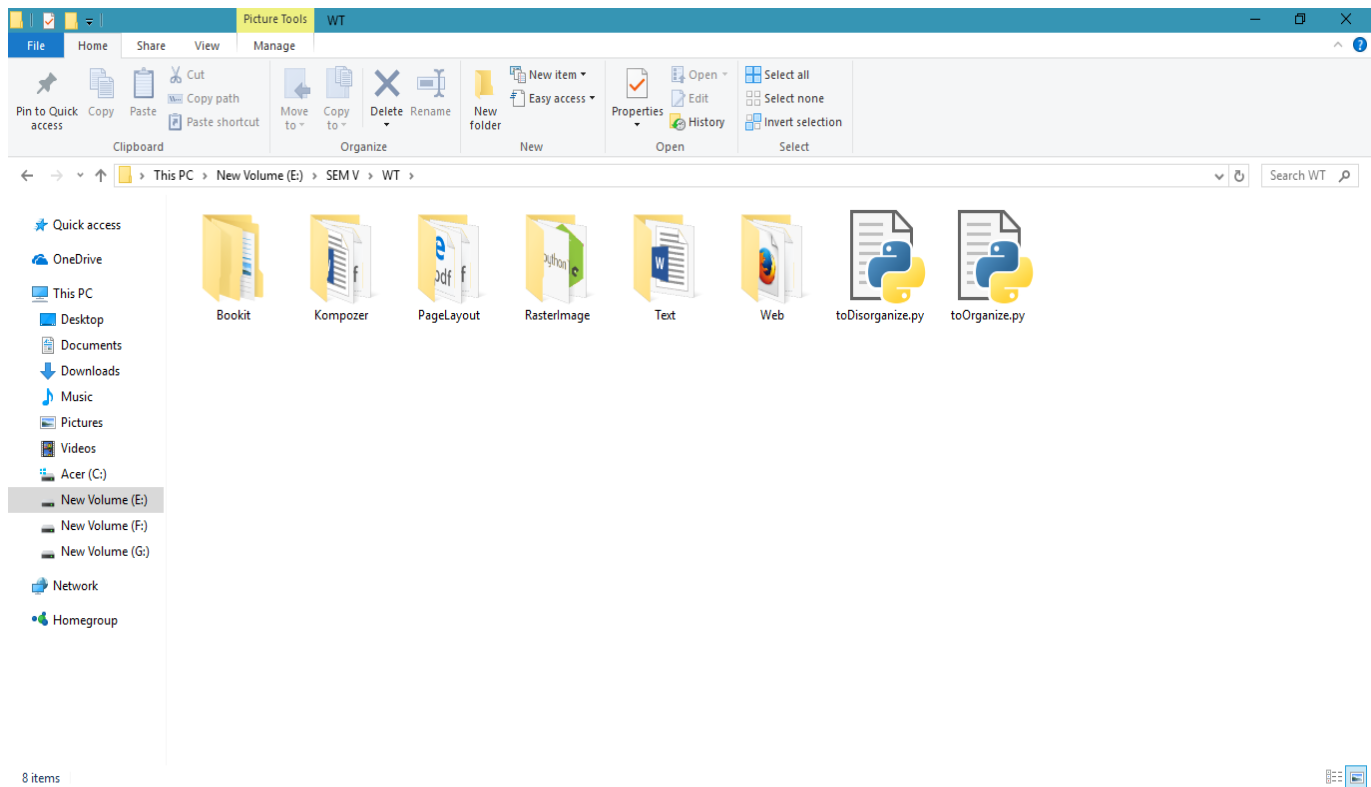 Picture Tools WT
File Home Share View Manage
Pin to Quick access
Copy
Paste
Cut
Copy path
Paste shortcut
Clipboard
Move to
Copy to
Delete
Rename
Organize
New folder
New item
Easy access
New
Properties
Open
Edit
History
Open
Select all
Select none
Invert selection
Select
This PC > New Volume (E:) > SEM V > WT >
Search WT
Quick access
OneDrive
This PC
Desktop
Documents
Downloads
Music
Pictures
Videos
Acer (C:)
New Volume (E:)
New Volume (F:)
New Volume (G:)
Network
Homegroup
f
e
pdf f
python
W
Bookit Kompozer PageLayout RasterImage Text Web toDisorganize.py toOrganize.py
8 items